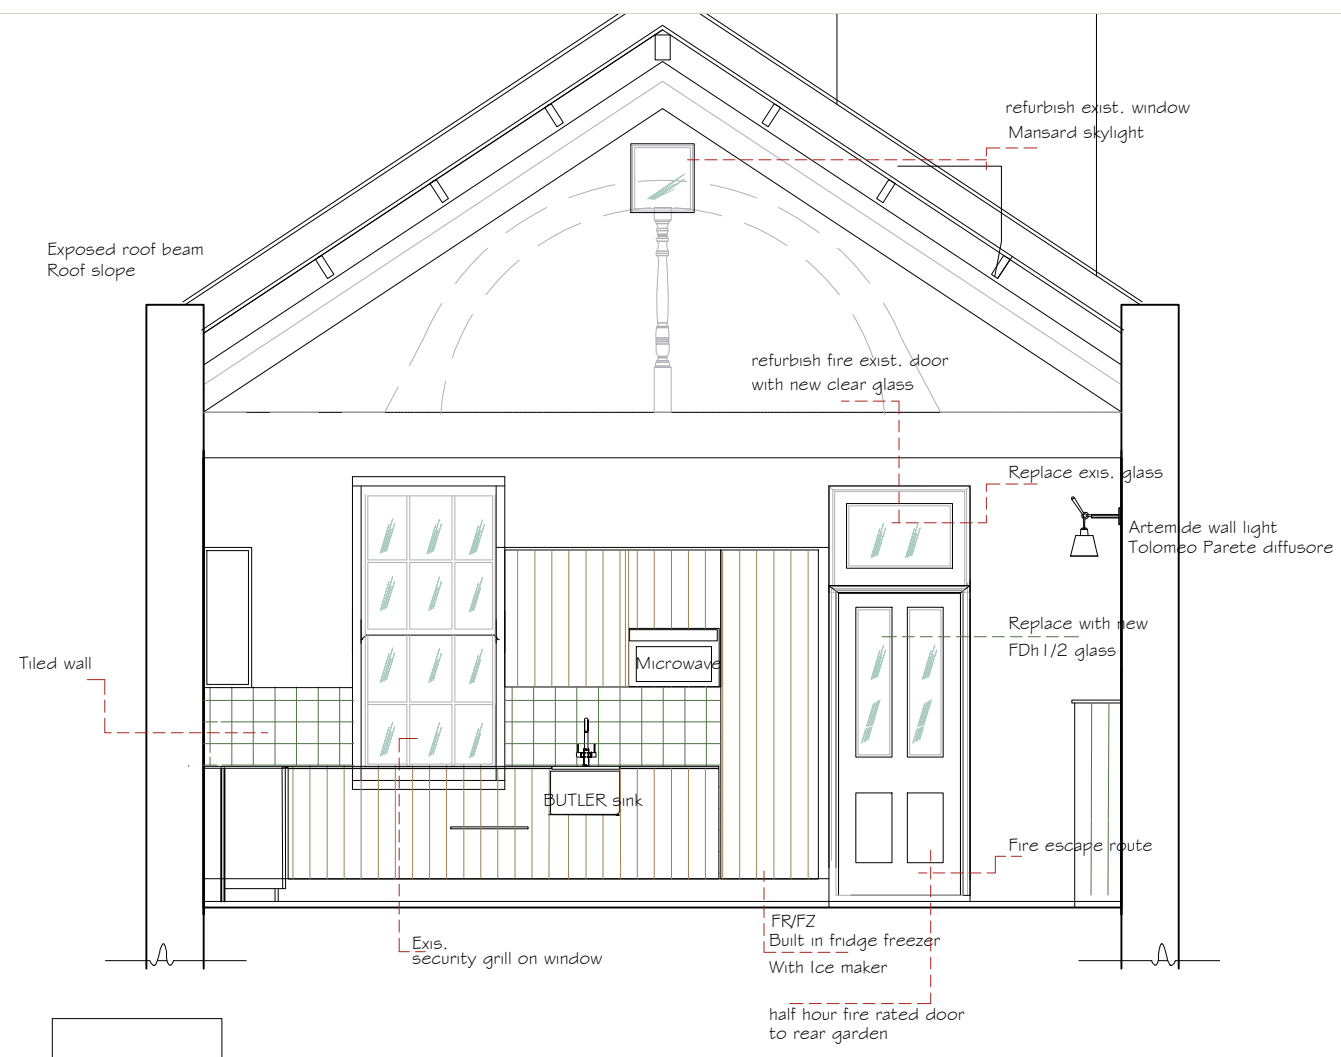 refurbish exist. window
Mansard skylight
Exposed roof beam
Roof slope
refurbish fire exist. door
with new clear glass
Replace exis. glass
Artemide wall light
Tolomeo Parete diffusore
Replace with new
FDh1/2 glass
Tiled wall
Microwave
BUTLER sink
Fire escape route
FR/FZ
Built in fridge freezer
With Ice maker
Exis.
security grill on window
half hour fire rated door
to rear garden